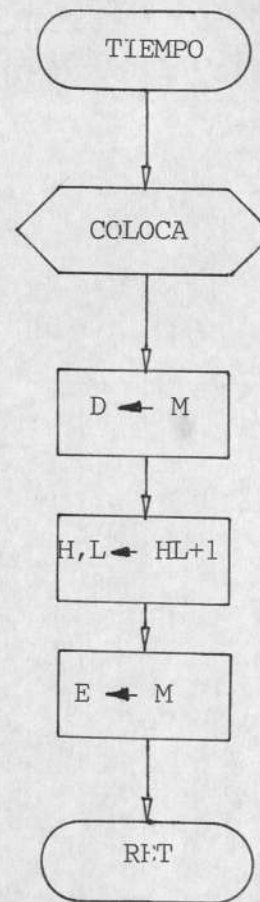 TIEMPO
COLOCA
D ← M
H,L ← HL+1
E ← M
RET